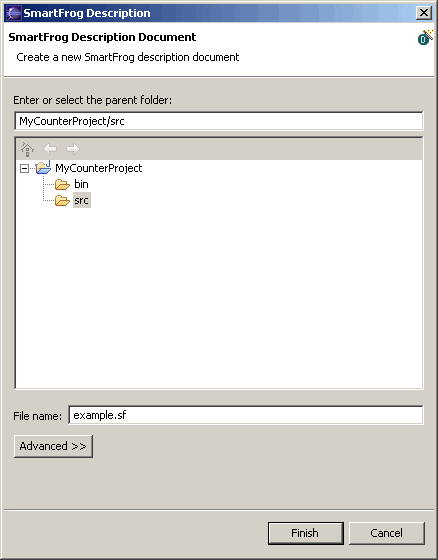 SmartFrog Description
SmartFrog Description Document
Create a new SmartFrog description document
Enter or select the parent folder:
MyCounterProject/src
MyCounterProject
bin
src
File name: example.sf
Advanced >>
Finish Cancel